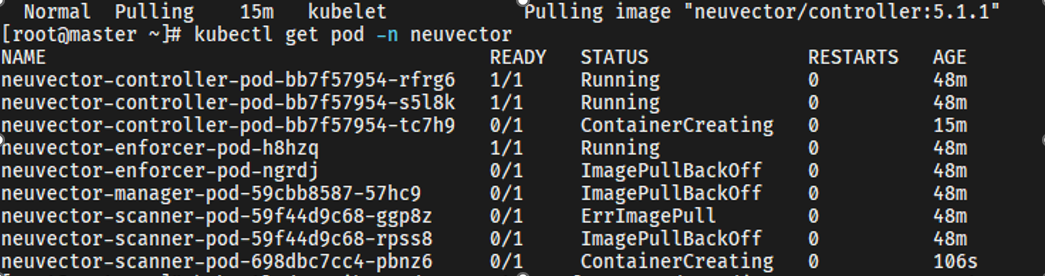 Normal  Pulling    15m   kubelet            Pulling image "neuvector/controller:5.1.1"
[root@master ~]# kubectl get pod -n neuvector
NAME                                       READY   STATUS              RESTARTS   AGE
neuvector-controller-pod-bb7f57954-rfrg6   1/1     Running             0          48m
neuvector-controller-pod-bb7f57954-s5l8k   1/1     Running             0          48m
neuvector-controller-pod-bb7f57954-tc7h9   0/1     ContainerCreating   0          15m
neuvector-enforcer-pod-h8hzq               1/1     Running             0          48m
neuvector-enforcer-pod-ngrdj               0/1     ImagePullBackOff    0          48m
neuvector-manager-pod-59cbb8587-57hc9      0/1     ImagePullBackOff    0          48m
neuvector-scanner-pod-59f44d9c68-ggp8z     0/1     ErrImagePull        0          48m
neuvector-scanner-pod-59f44d9c68-rpss8     0/1     ImagePullBackOff    0          48m
neuvector-scanner-pod-698dbc7cc4-pbnz6     0/1     ContainerCreating   0          106s